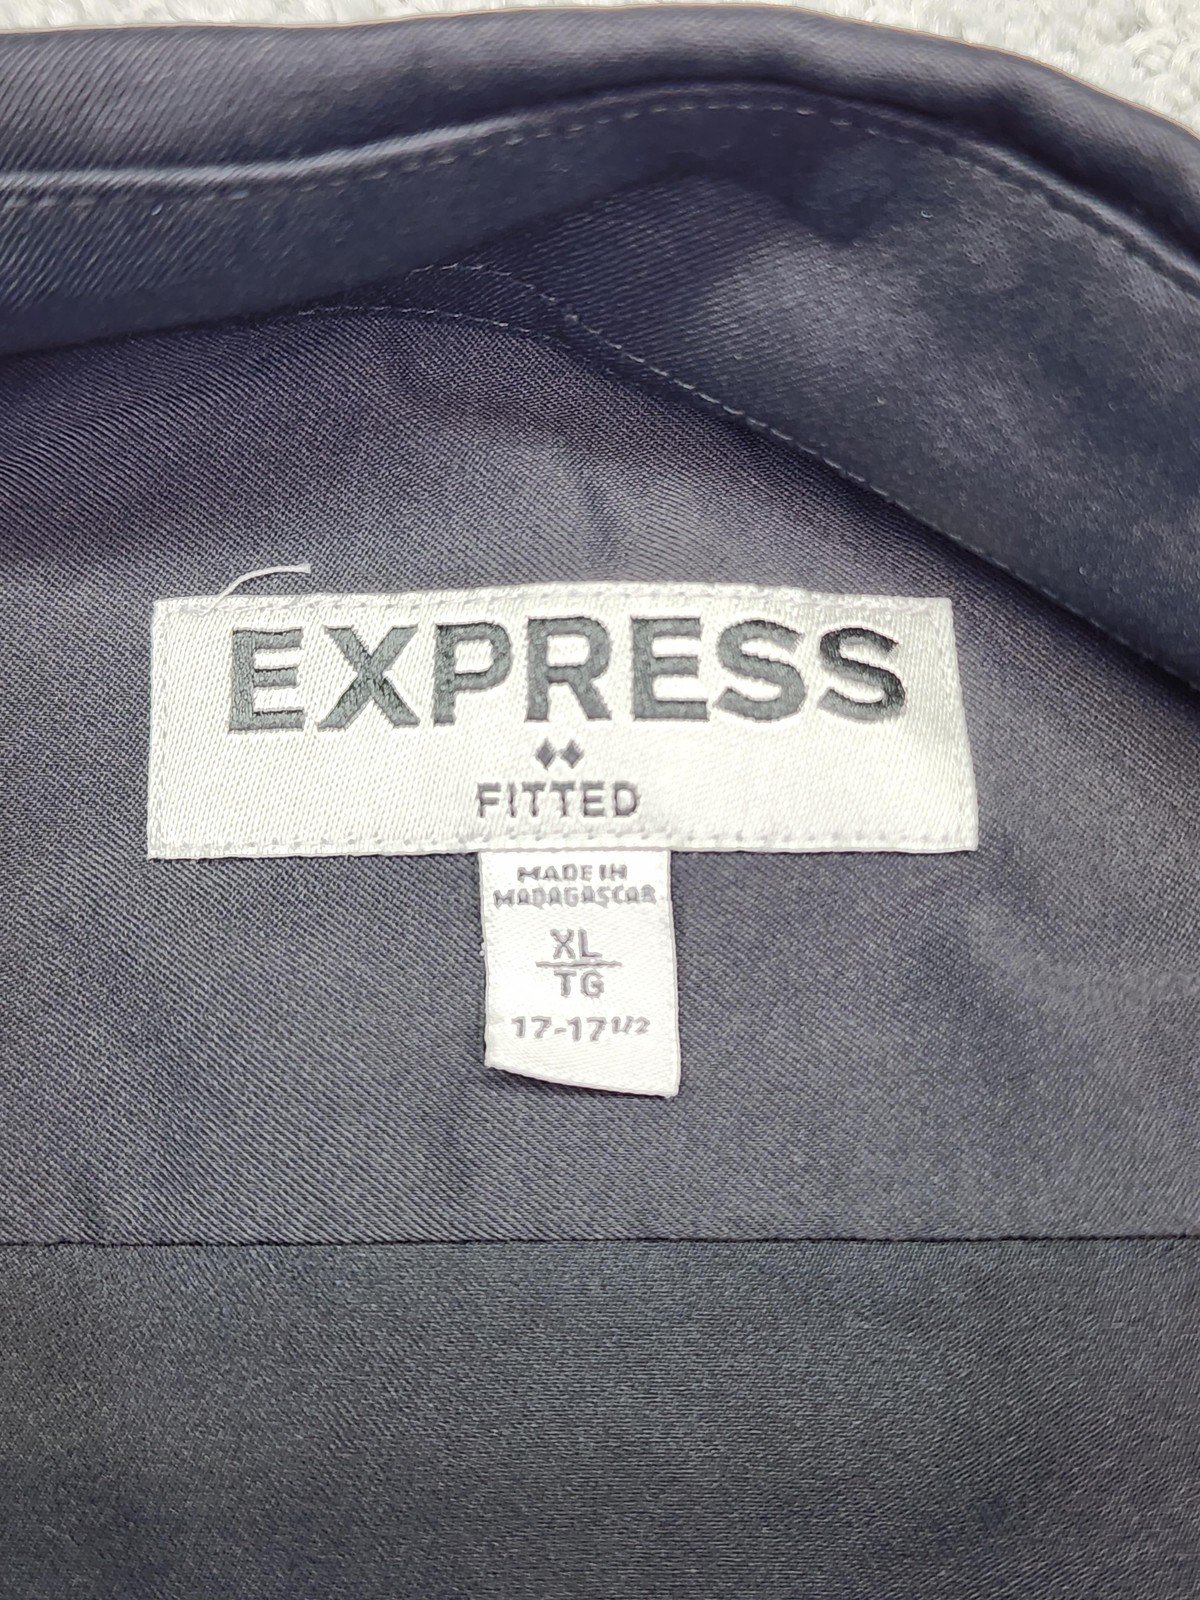 EXPRESS
FITTED
MADE IN
MADAGASCAR
XL
TG
17-17 1/2